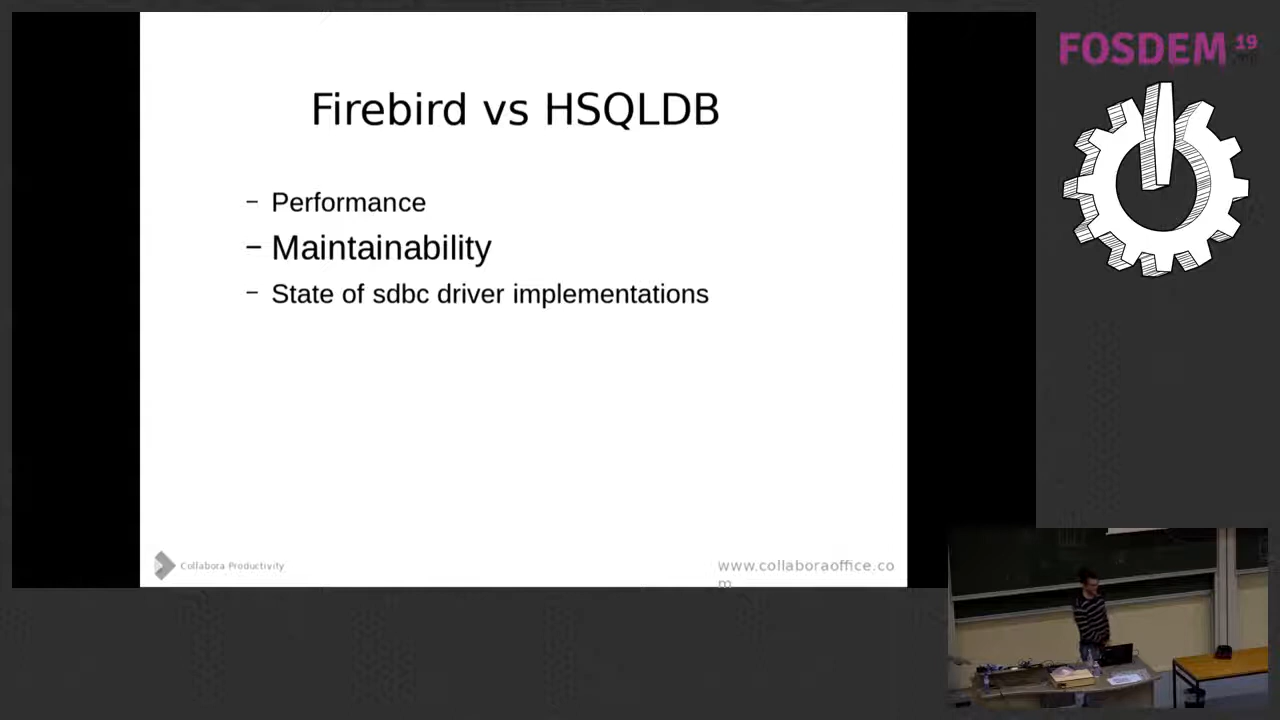 Firebird vs HSQLDB
– Performance
– Maintainability
– State of sdbc driver implementations
Collabora Productivity
www.collaboraoffice.co
m
FOSDEM 19